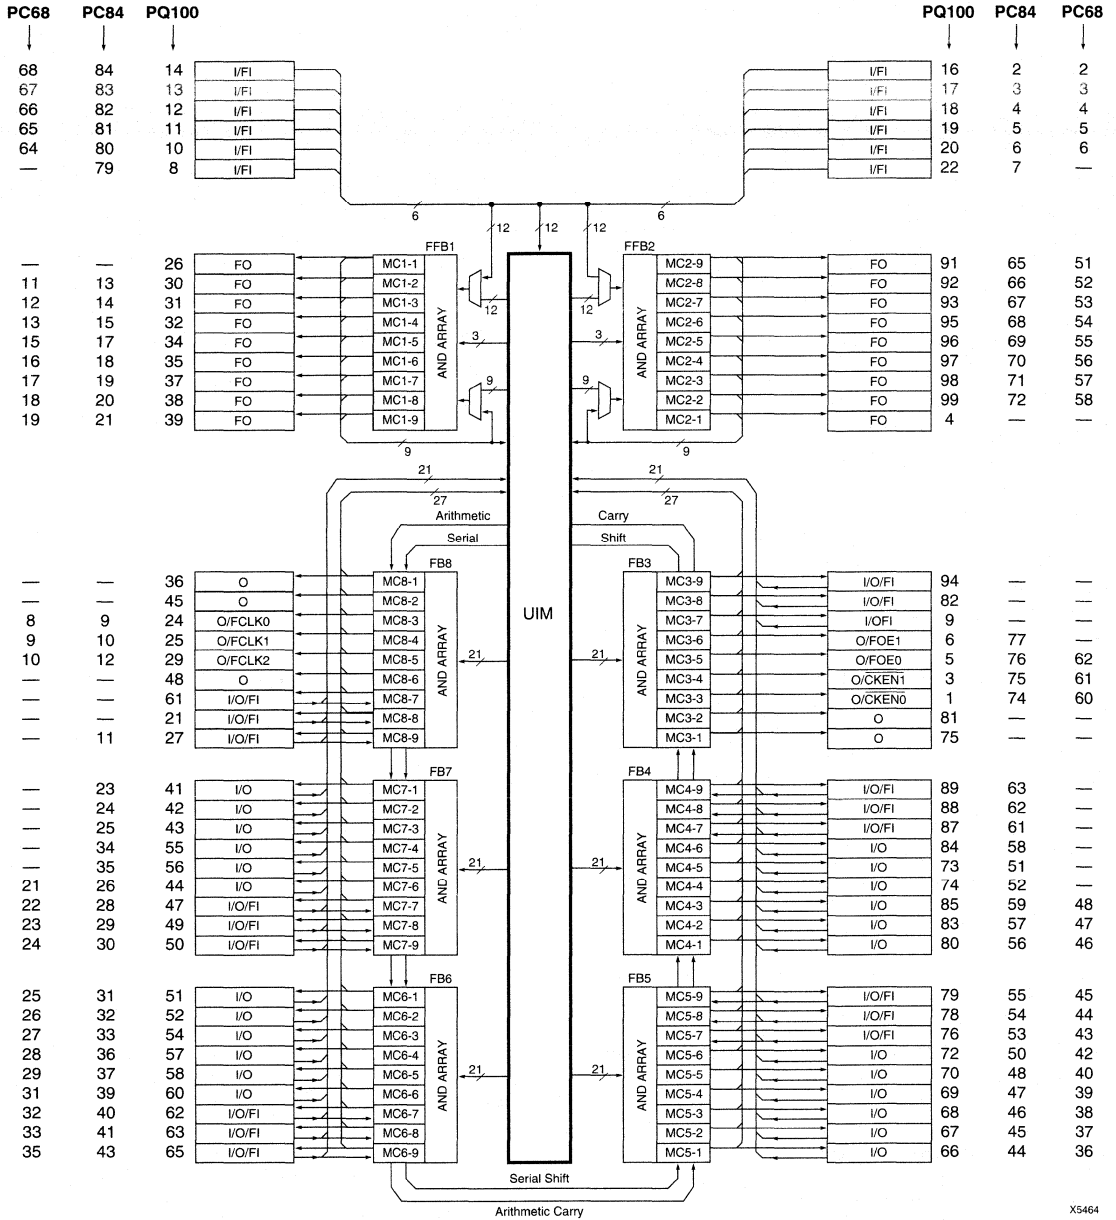 PC68 PC84 PQ100 PQ100 PC84 PC68
68 84 14 I/FI I/FI 16 2 2
67 83 13 I/FI I/FI 17 3 3
66 82 12 I/FI I/FI 18 4 4
65 81 11 I/FI I/FI 19 5 5
64 80 10 I/FI I/FI 20 6 6
— 79 8 I/FI I/FI 22 7 —
6 6
12 12 12
FFB1 FFB2
— — 26 FO MC1-1 MC2-9 FO 91 65 51
11 13 30 FO MC1-2 MC2-8 FO 92 66 52
12 14 31 FO MC1-3 MC2-7 FO 93 67 53
12 12
13 15 32 FO MC1-4 MC2-6 FO 95 68 54
15 17 34 FO MC1-5 AND ARRAY 3 3 AND ARRAY MC2-5 FO 96 69 55
16 18 35 FO MC1-6 MC2-4 FO 97 70 56
17 19 37 FO MC1-7 9 9 MC2-3 FO 98 71 57
18 20 38 FO MC1-8 MC2-2 FO 99 72 58
19 21 39 FO MC1-9 MC2-1 FO 4 — —
9 9
21 21
27 27
Arithmetic Carry
Serial Shift
FB8 FB3
— — 36 O MC8-1 MC3-9 I/O/FI 94 — —
— — 45 O MC8-2 MC3-8 I/O/FI 82 — —
8 9 24 O/FCLK0 MC8-3 UIM MC3-7 I/OFI 9 — —
9 10 25 O/FCLK1 MC8-4 MC3-6 O/FOE1 6 77 —
10 12 29 O/FCLK2 MC8-5 AND ARRAY 21 21 AND ARRAY MC3-5 O/FOE0 5 76 62
— — 48 O MC8-6 MC3-4 O/CKEN1 3 75 61
— — 61 I/O/FI MC8-7 MC3-3 O/CKEN0 1 74 60
— — 21 I/O/FI MC8-8 MC3-2 O 81 — —
— 11 27 I/O/FI MC8-9 MC3-1 O 75 — —
FB7 FB4
— 23 41 I/O MC7-1 MC4-9 I/O/FI 89 63 —
— 24 42 I/O MC7-2 MC4-8 I/O/FI 88 62 —
— 25 43 I/O MC7-3 MC4-7 I/O/FI 87 61 —
— 34 55 I/O MC7-4 MC4-6 I/O 84 58 —
— 35 56 I/O MC7-5 AND ARRAY 21 21 AND ARRAY MC4-5 I/O 73 51 —
21 26 44 I/O MC7-6 MC4-4 I/O 74 52 —
22 28 47 I/O/FI MC7-7 MC4-3 I/O 85 59 48
23 29 49 I/O/FI MC7-8 MC4-2 I/O 83 57 47
24 30 50 I/O/FI MC7-9 MC4-1 I/O 80 56 46
FB6 FB5
25 31 51 I/O MC6-1 MC5-9 I/O/FI 79 55 45
26 32 52 I/O MC6-2 MC5-8 I/O/FI 78 54 44
27 33 54 I/O MC6-3 MC5-7 I/O/FI 76 53 43
28 36 57 I/O MC6-4 MC5-6 I/O 72 50 42
29 37 58 I/O MC6-5 AND ARRAY 21 21 AND ARRAY MC5-5 I/O 70 48 40
31 39 60 I/O MC6-6 MC5-4 I/O 69 47 39
32 40 62 I/O/FI MC6-7 MC5-3 I/O 68 46 38
33 41 63 I/O/FI MC6-8 MC5-2 I/O 67 45 37
35 43 65 I/O/FI MC6-9 MC5-1 I/O 66 44 36
Serial Shift
Arithmetic Carry
X5464